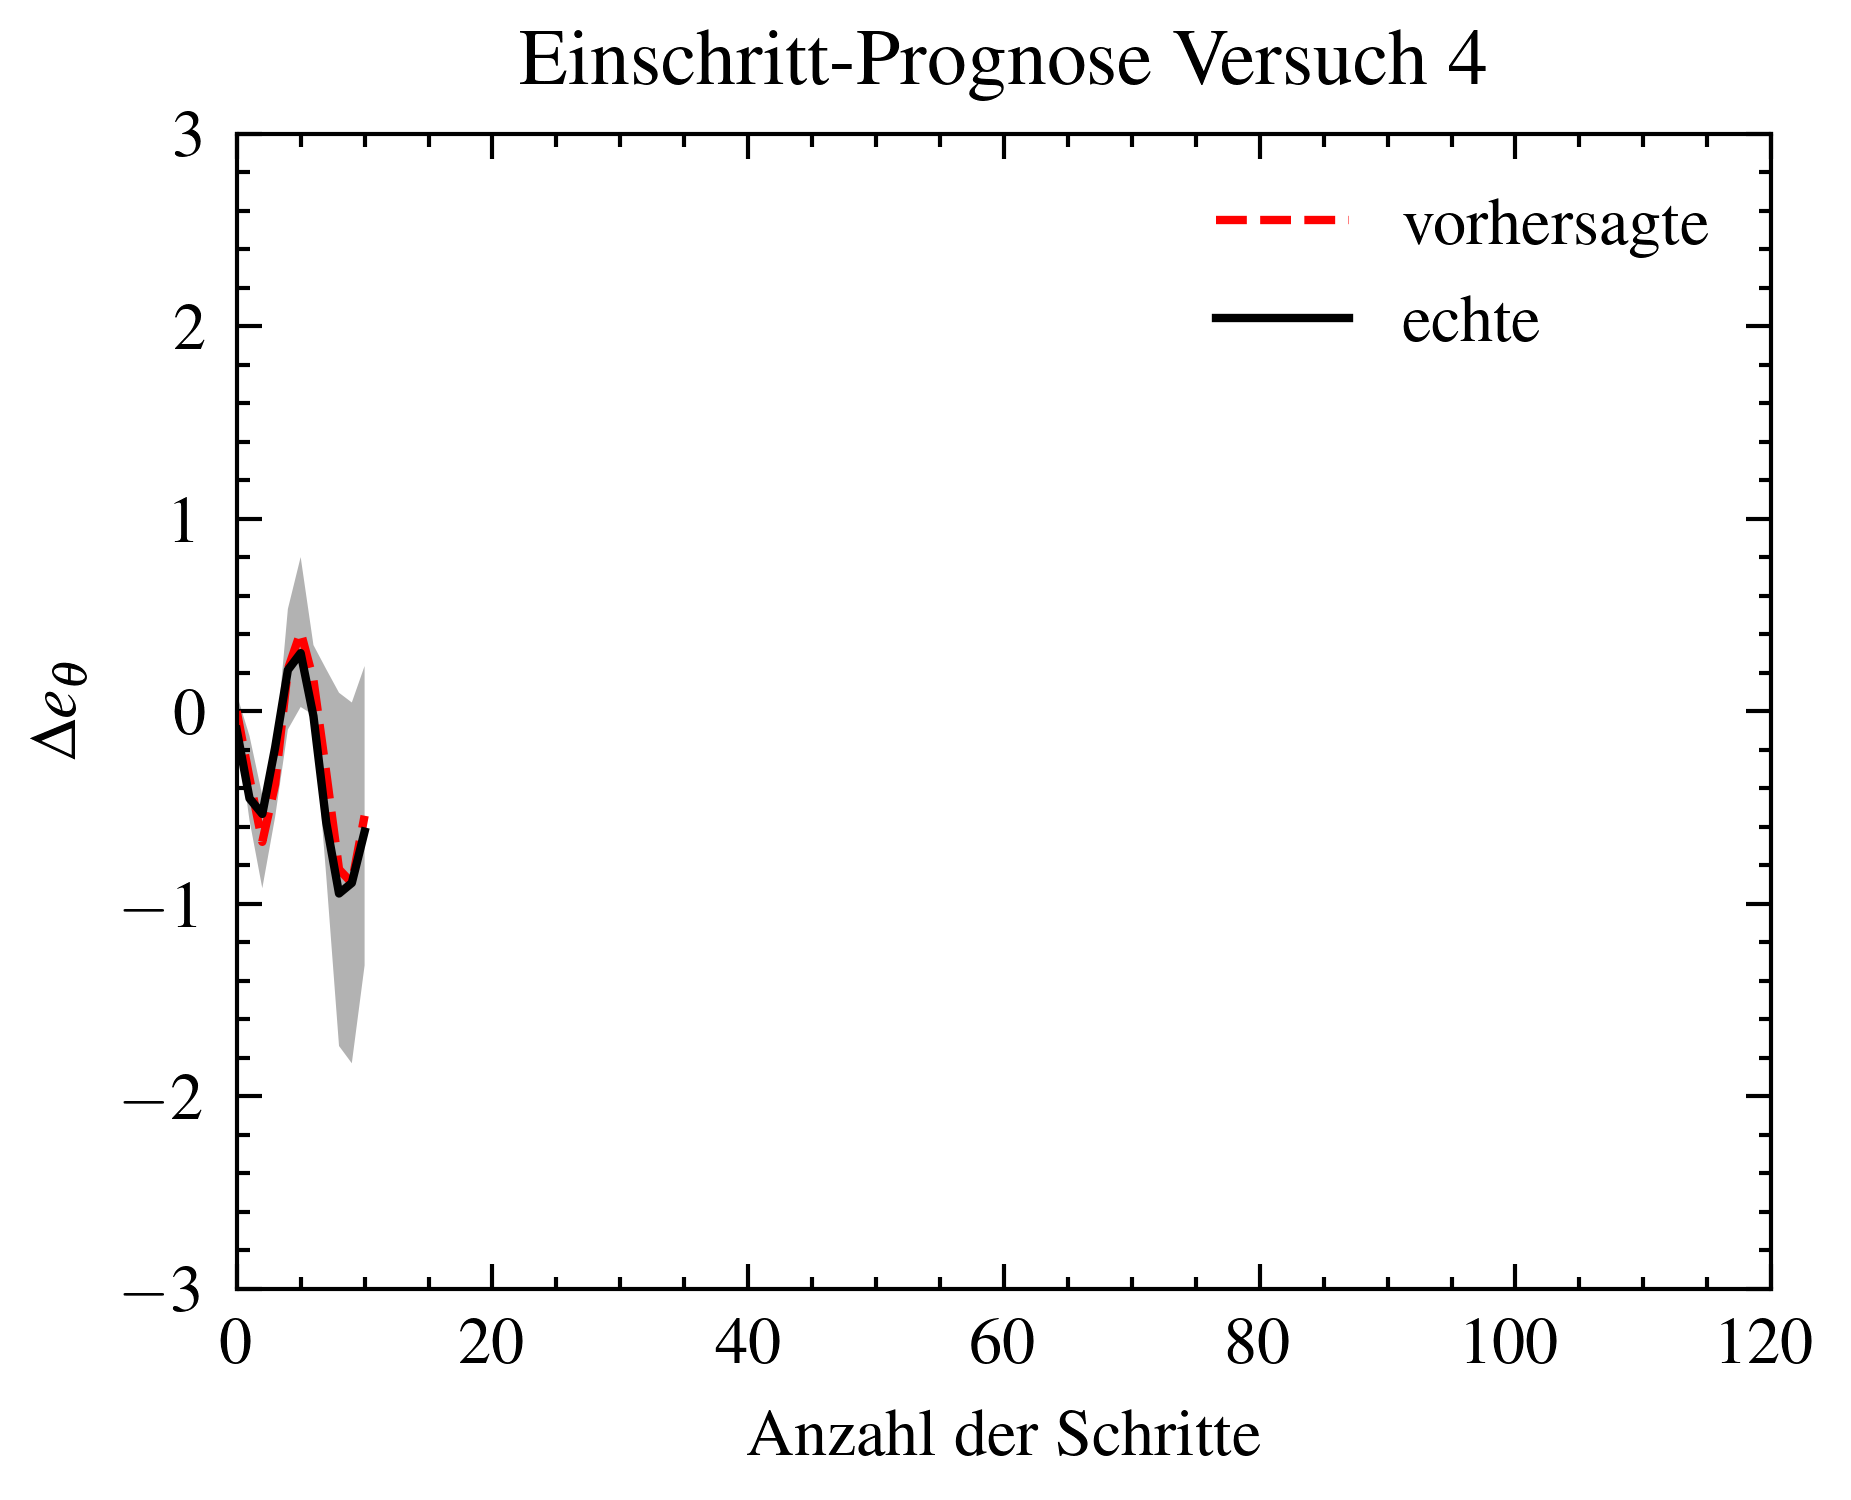 Einschritt-Prognose Versuch 4
3
2
1
0
−1
−2
−3
Δe_θ
vorhersagte
echte
0 20 40 60 80 100 120
Anzahl der Schritte